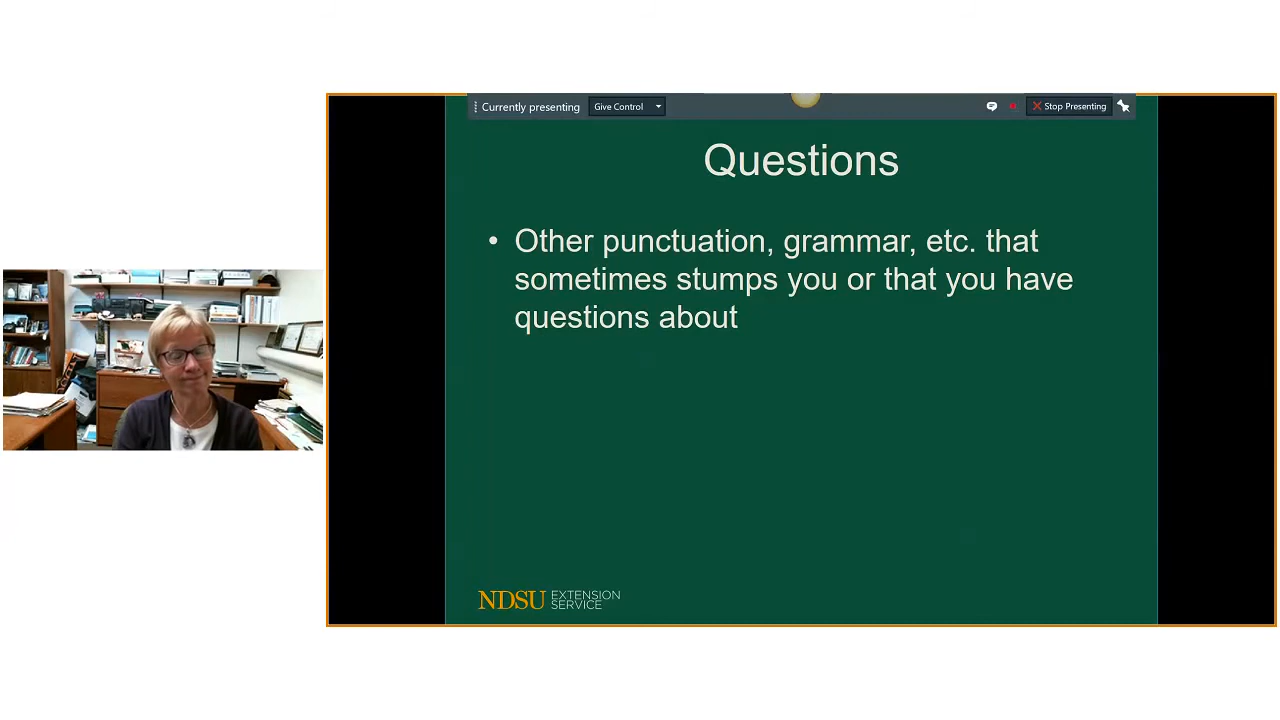 Currently presenting
Give Control
Stop Presenting
Questions
• Other punctuation, grammar, etc. that
sometimes stumps you or that you have
questions about
NDSU EXTENSION
SERVICE